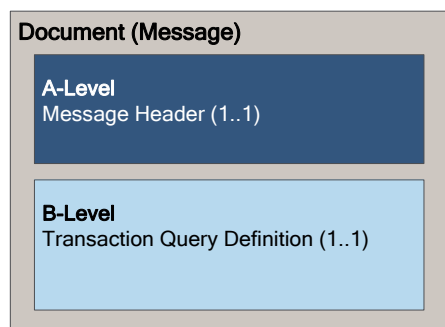 Document (Message)
A-Level
Message Header (1..1)
B-Level
Transaction Query Definition (1..1)